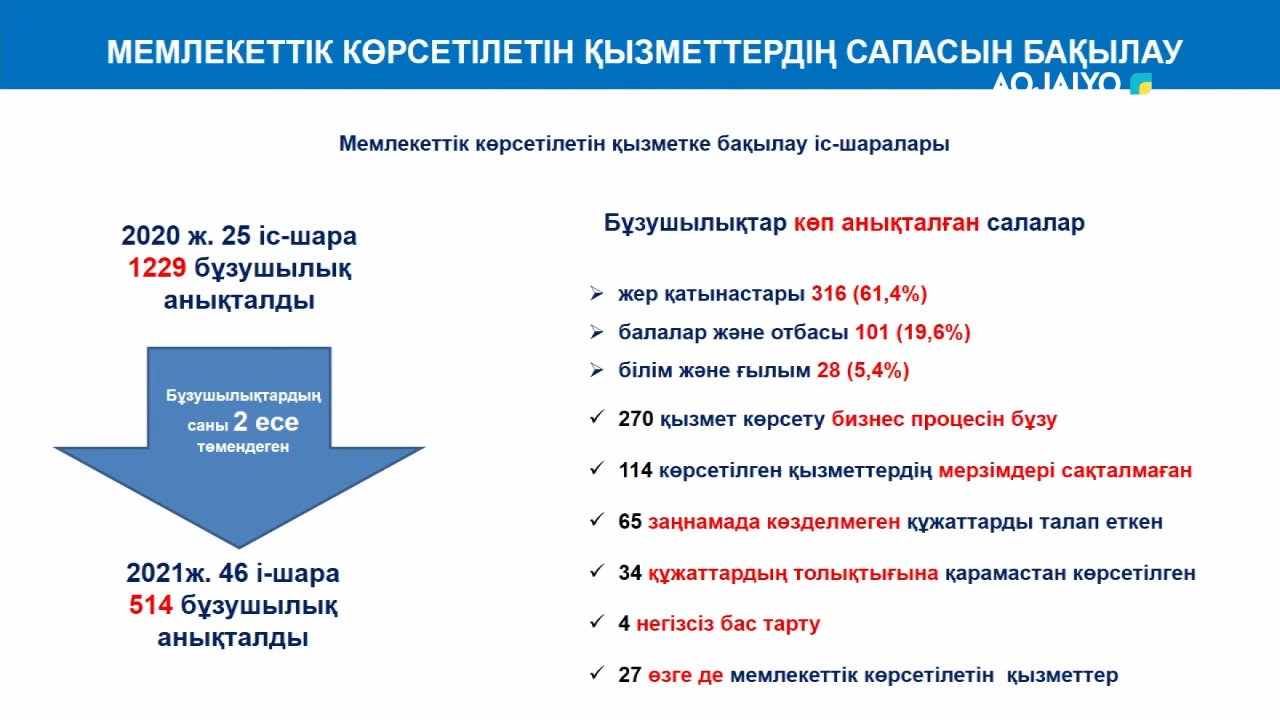 МЕМЛЕКЕТТІК КӨРСЕТІЛЕТІН ҚЫЗМЕТТЕРДІҢ САПАСЫН БАҚЫЛАУ
Мемлекеттік көрсетілетін қызметке бақылау іс-шаралары
2020 ж. 25 іс-шара
1229 бұзушылық
анықталды
Бұзушылықтардың
саны 2 есе
төмендеген
2021ж. 46 і-шара
514 бұзушылық
анықталды
Бұзушылықтар көп анықталған салалар
жер қатынастары 316 (61,4%)
балалар және отбасы 101 (19,6%)
білім және ғылым 28 (5,4%)
270 қызмет көрсету бизнес процесін бұзу
114 көрсетілген қызметтердің мерзімдері сақталмаған
65 заңнамада көзделмеген құжаттарды талап еткен
34 құжаттардың толықтығына қарамастан көрсетілген
4 негізсіз бас тарту
27 өзге де мемлекеттік көрсетілетін қызметтер